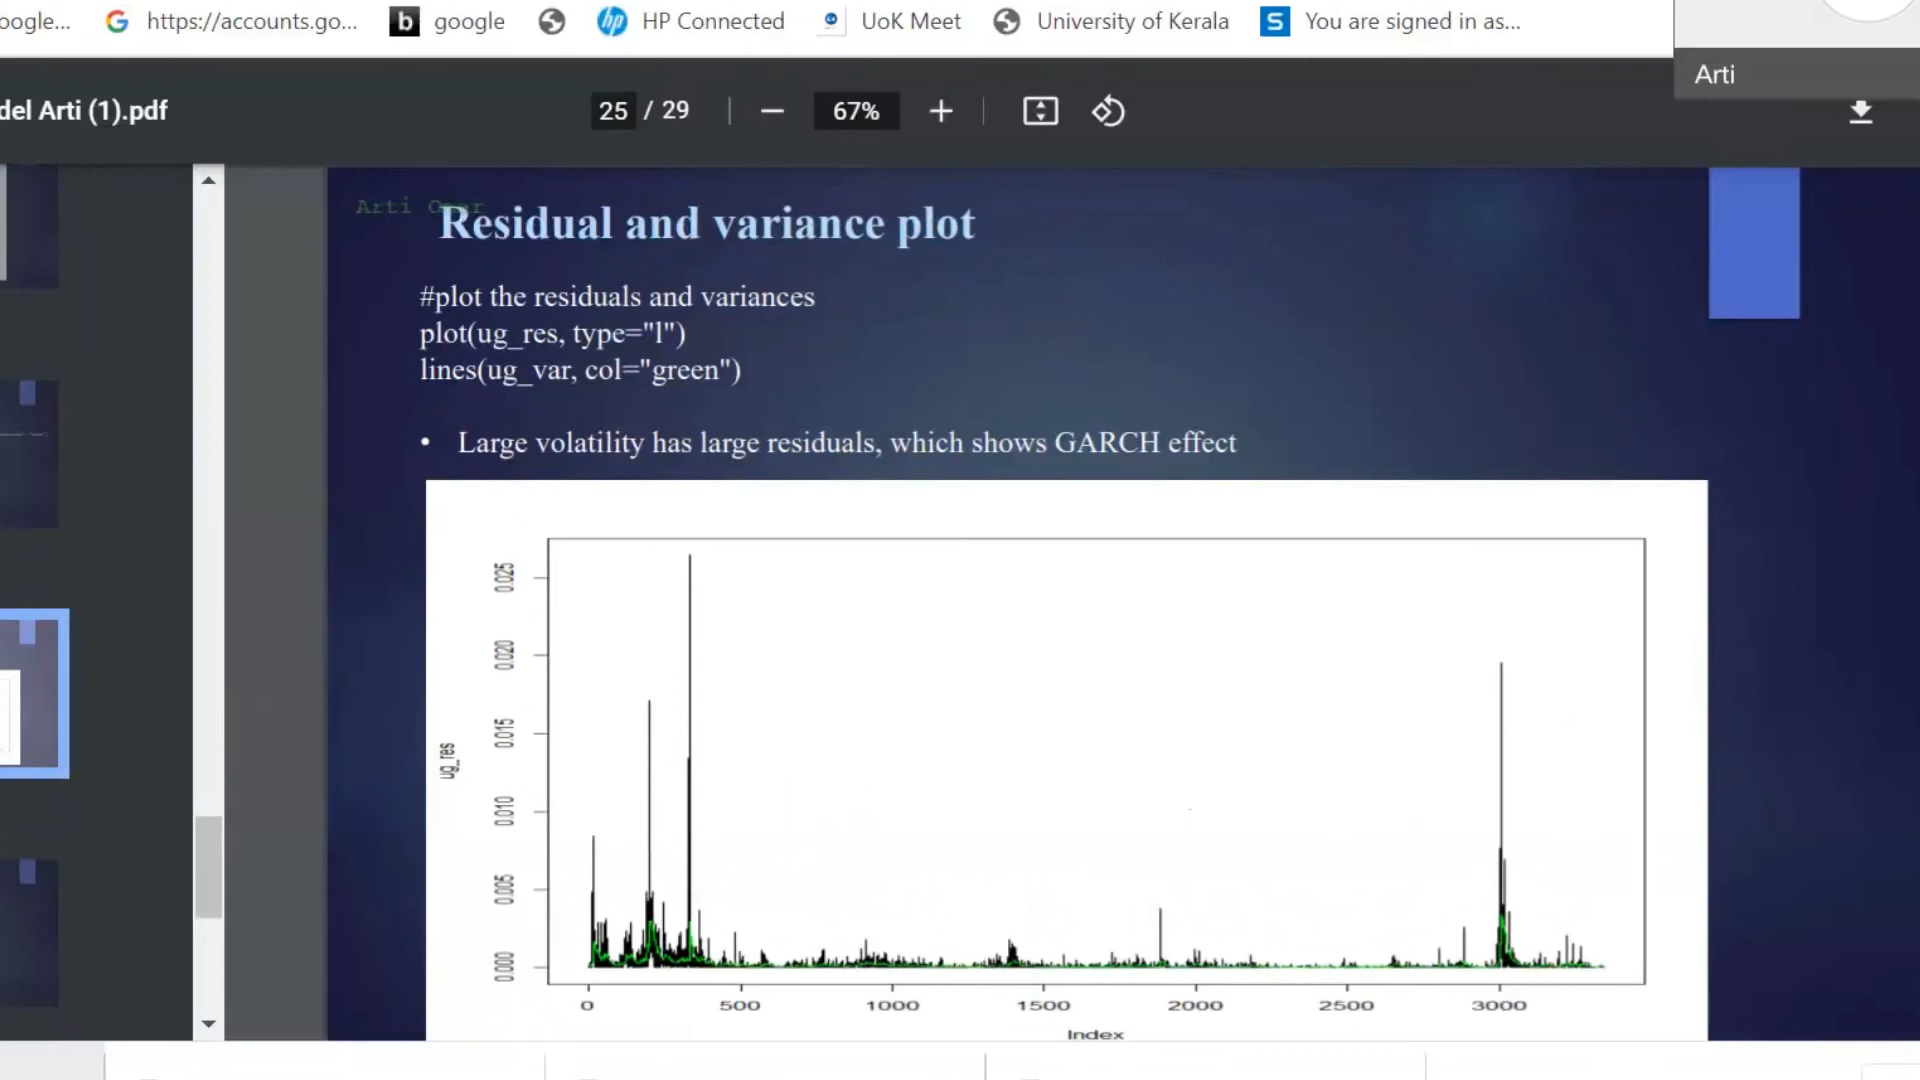 oogle...
https://accounts.go...
b google
hp HP Connected
UoK Meet
University of Kerala
S You are signed in as...
Arti
del Arti (1).pdf
25 / 29
67%
Arti Omar
Residual and variance plot
#plot the residuals and variances
plot(ug_res, type="l")
lines(ug_var, col="green")
• Large volatility has large residuals, which shows GARCH effect
ug_res
0.025
0.020
0.015
0.010
0.005
0.000
0 500 1000 1500 2000 2500 3000
Index